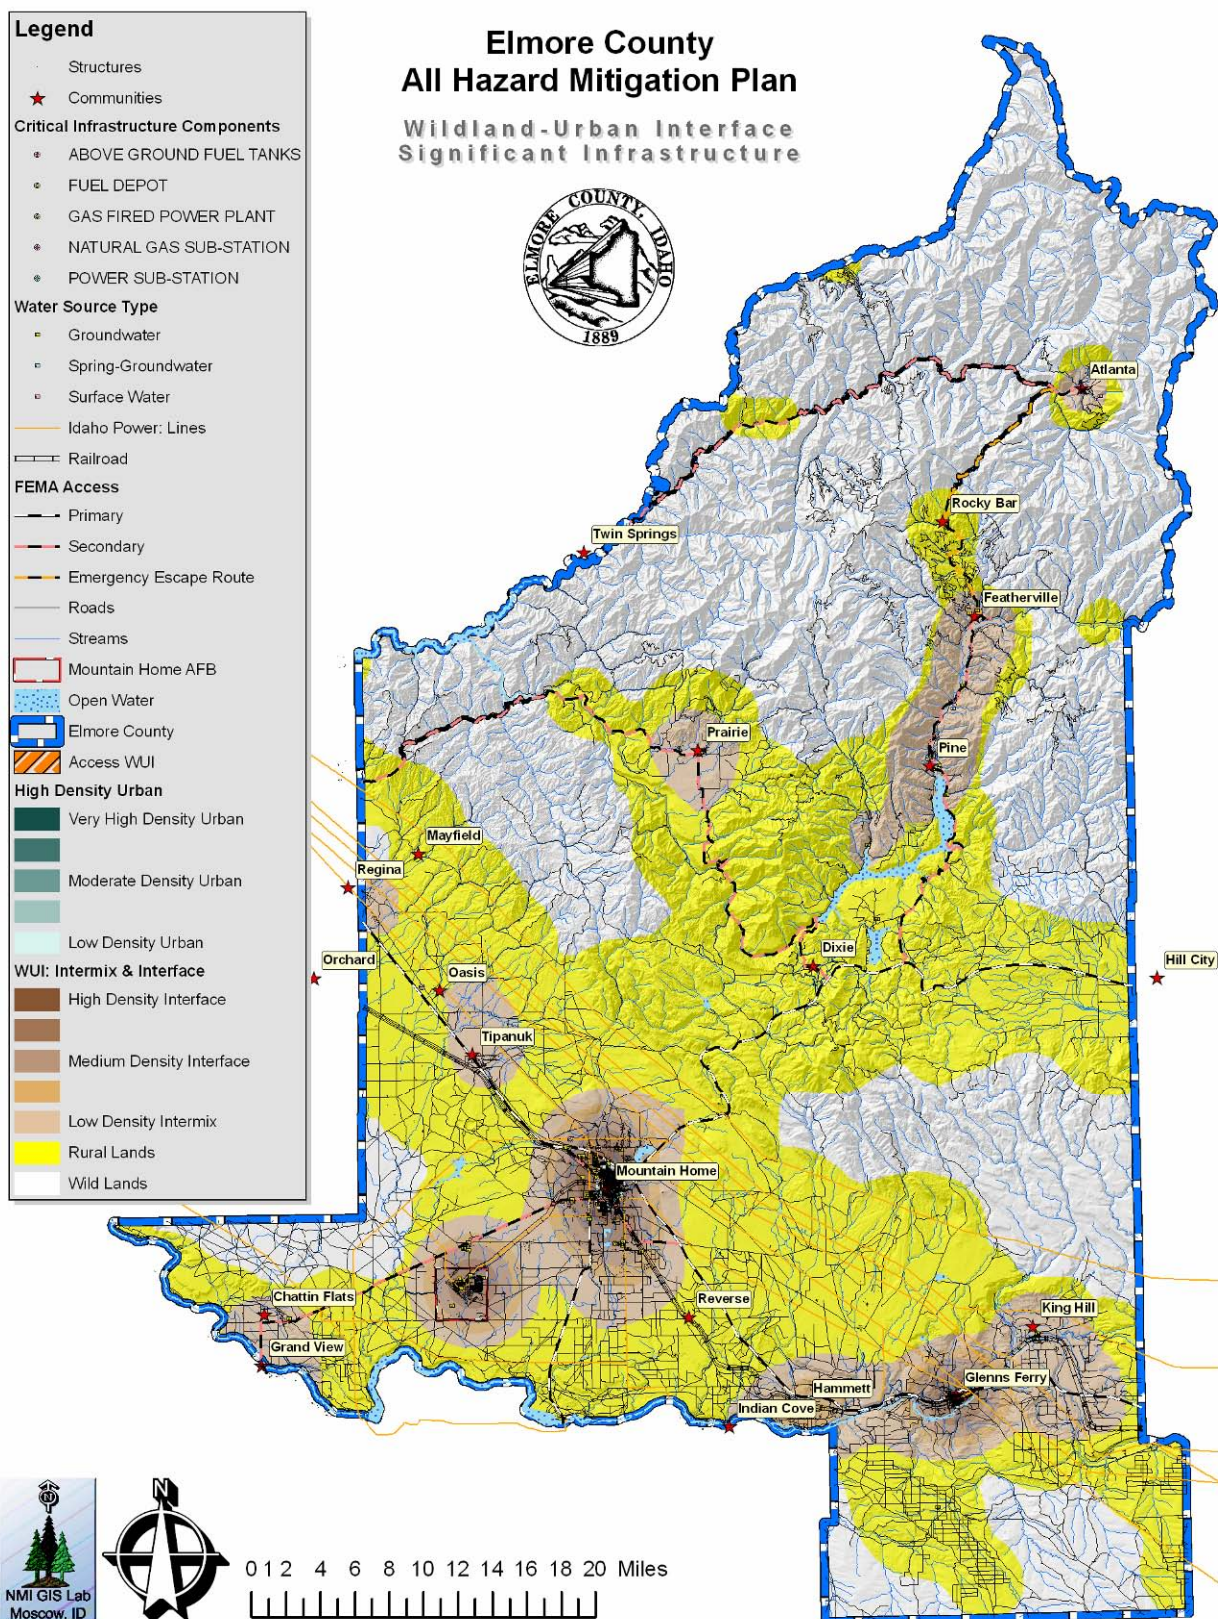 Legend
Structures
Communities
Critical Infrastructure Components
ABOVE GROUND FUEL TANKS
FUEL DEPOT
GAS FIRED POWER PLANT
NATURAL GAS SUB-STATION
POWER SUB-STATION
Water Source Type
Groundwater
Spring-Groundwater
Surface Water
Idaho Power: Lines
Railroad
FEMA Access
Primary
Secondary
Emergency Escape Route
Roads
Streams
Mountain Home AFB
Open Water
Elmore County
Access WUI
High Density Urban
Very High Density Urban
Moderate Density Urban
Low Density Urban
WUI: Intermix & Interface
High Density Interface
Medium Density Interface
Low Density Intermix
Rural Lands
Wild Lands
Elmore County
All Hazard Mitigation Plan
Wildland-Urban Interface
Significant Infrastructure
ELMORE COUNTY, IDAHO
1889
Atlanta
Rocky Bar
Twin Springs
Featherville
Prairie
Pine
Mayfield
Regina
Orchard
Oasis
Dixie
Hill City
Tipanuk
Mountain Home
Chattin Flats
Reverse
King Hill
Grand View
Glenns Ferry
Hammett
Indian Cove
N
NMI GIS Lab
Moscow, ID
0 1 2 4 6 8 10 12 14 16 18 20 Miles